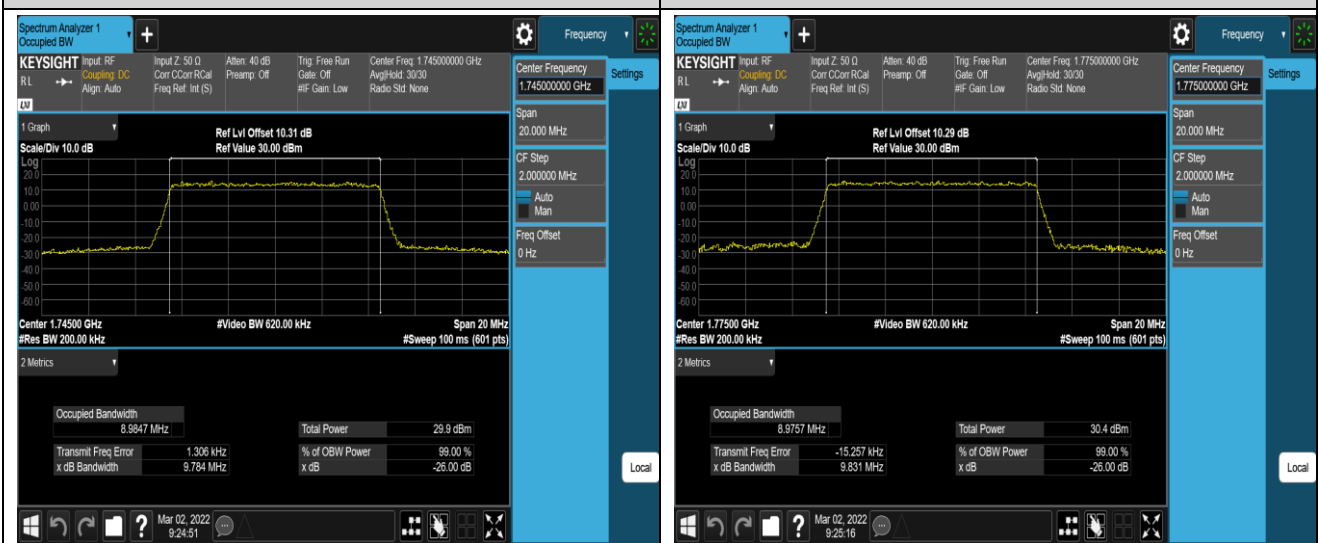 Spectrum Analyzer 1
Occupied BW
+
Frequency
KEYSIGHT
RL
LXI
Input: RF
Coupling: DC
Align: Auto
Input Z: 50 Ω
Corr CCorr RCal
Freq Ref: Int (S)
Atten: 40 dB
Preamp: Off
Trig: Free Run
Gate: Off
#IF Gain: Low
Center Freq: 1.745000000 GHz
Avg|Hold: 30/30
Radio Std: None
Center Frequency
1.745000000 GHz
Settings
Span
20.000 MHz
CF Step
2.000000 MHz
Auto
Man
Freq Offset
0 Hz
1 Graph
Ref Lvl Offset 10.31 dB
Scale/Div 10.0 dB
Ref Value 30.00 dBm
Log
20.0
10.0
0.00
-10.0
-20.0
-30.0
-40.0
-50.0
-60.0
Center 1.74500 GHz
#Video BW 620.00 kHz
Span 20 MHz
#Res BW 200.00 kHz
#Sweep 100 ms (601 pts)
2 Metrics
Occupied Bandwidth
8.9847 MHz
Total Power 29.9 dBm
Transmit Freq Error 1.306 kHz
% of OBW Power 99.00 %
x dB Bandwidth 9.784 MHz
x dB -26.00 dB
Local
?
Mar 02, 2022
9:24:51
Spectrum Analyzer 1
Occupied BW
+
Frequency
KEYSIGHT
RL
LXI
Input: RF
Coupling: DC
Align: Auto
Input Z: 50 Ω
Corr CCorr RCal
Freq Ref: Int (S)
Atten: 40 dB
Preamp: Off
Trig: Free Run
Gate: Off
#IF Gain: Low
Center Freq: 1.775000000 GHz
Avg|Hold: 30/30
Radio Std: None
Center Frequency
1.775000000 GHz
Settings
Span
20.000 MHz
CF Step
2.000000 MHz
Auto
Man
Freq Offset
0 Hz
1 Graph
Ref Lvl Offset 10.29 dB
Scale/Div 10.0 dB
Ref Value 30.00 dBm
Log
20.0
10.0
0.00
-10.0
-20.0
-30.0
-40.0
-50.0
-60.0
Center 1.77500 GHz
#Video BW 620.00 kHz
Span 20 MHz
#Res BW 200.00 kHz
#Sweep 100 ms (601 pts)
2 Metrics
Occupied Bandwidth
8.9757 MHz
Total Power 30.4 dBm
Transmit Freq Error -15.257 kHz
% of OBW Power 99.00 %
x dB Bandwidth 9.831 MHz
x dB -26.00 dB
Local
?
Mar 02, 2022
9:25:16